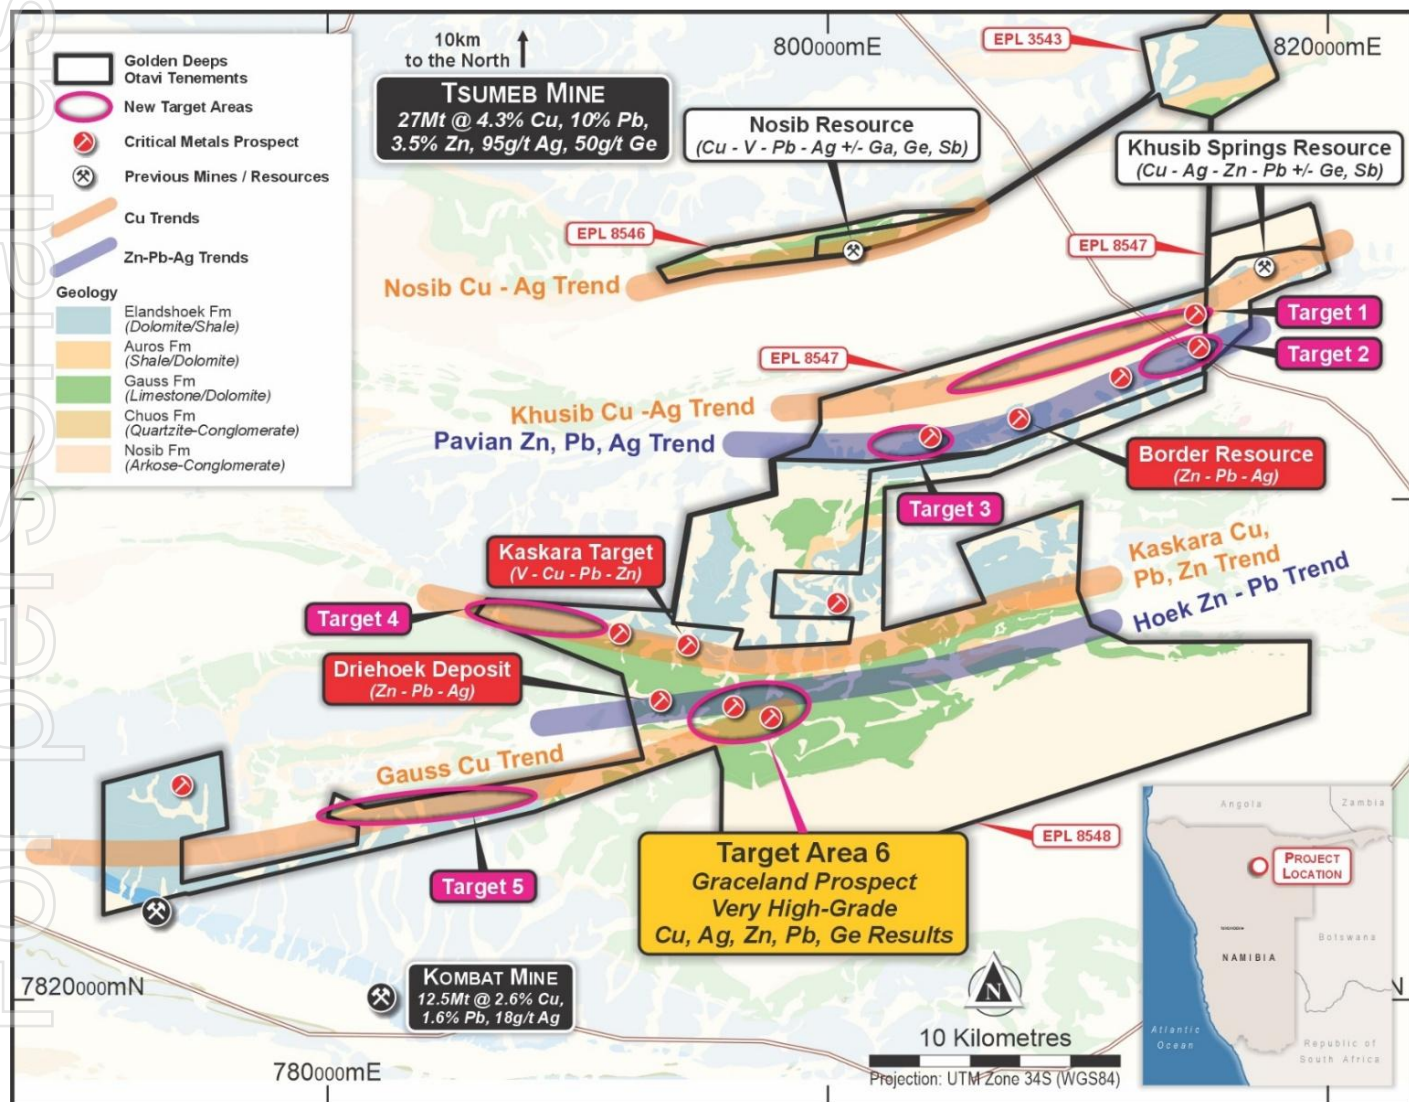 For personal use only
10km
to the North
800000mE
EPL 3543
820000mE
Golden Deeps
Otavi Tenements
New Target Areas
Critical Metals Prospect
Previous Mines / Resources
Cu Trends
Zn-Pb-Ag Trends
Geology
Elandshoek Fm
(Dolomite/Shale)
Auros Fm
(Shale/Dolomite)
Gauss Fm
(Limestone/Dolomite)
Chuos Fm
(Quartzite-Conglomerate)
Nosib Fm
(Arkose-Conglomerate)
TSUMEB MINE
27Mt @ 4.3% Cu, 10% Pb,
3.5% Zn, 95g/t Ag, 50g/t Ge
Nosib Resource
(Cu - V - Pb - Ag +/- Ga, Ge, Sb)
Khusib Springs Resource
(Cu - Ag - Zn - Pb +/- Ge, Sb)
EPL 8546
EPL 8547
Nosib Cu - Ag Trend
Target 1
Target 2
EPL 8547
Khusib Cu -Ag Trend
Pavian Zn, Pb, Ag Trend
Border Resource
(Zn - Pb - Ag)
Target 3
Kaskara Target
(V - Cu - Pb - Zn)
Kaskara Cu,
Pb, Zn Trend
Hoek Zn - Pb Trend
Target 4
Driehoek Deposit
(Zn - Pb - Ag)
Gauss Cu Trend
Target 5
Target Area 6
Graceland Prospect
Very High-Grade
Cu, Ag, Zn, Pb, Ge Results
EPL 8548
Angola
Zambia
PROJECT
LOCATION
NAMIBIA
Botswana
Atlantic
Ocean
Republic of
South Africa
7820000mN
N
KOMBAT MINE
12.5Mt @ 2.6% Cu,
1.6% Pb, 18g/t Ag
N
10 Kilometres
Projection: UTM Zone 34S (WGS84)
780000mE